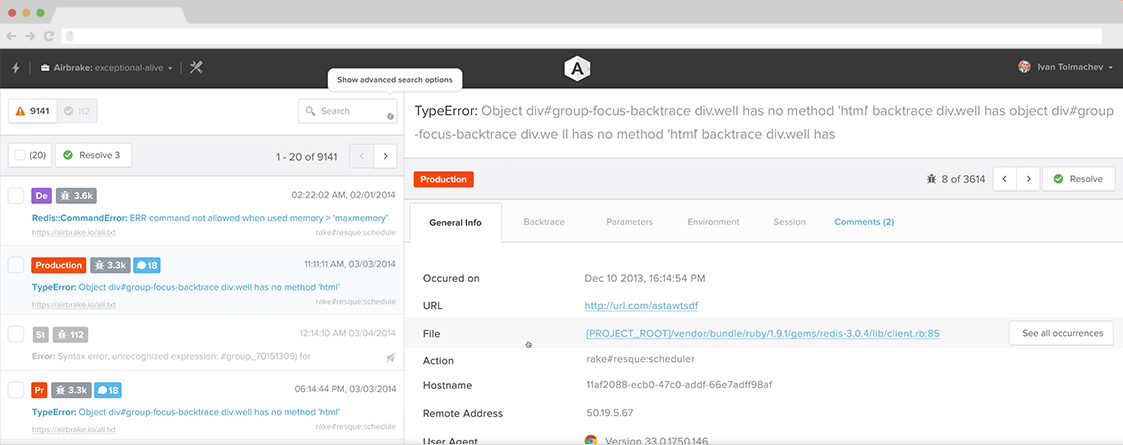 Airbrake: exceptional-alive
A
Ivan Tolmachev
Show advanced search options
9141
112
Search
(20)
Resolve 3
1 - 20 of 9141
De
3.6k
02:22:02 AM, 02/01/2014
Redis::CommandError: ERR command not allowed when used memory > 'maxmemory'
https://airbrake.io/ali.txt
rake#resque:schedule
Production
3.3k
18
11:11:11 AM, 03/03/2014
TypeError: Object div#group-focus-backtrace div.well has no method 'html'
https://airbrake.io/ali.txt
rake#resque:schedule
St
112
12:14:10 AM 03/04/2014
Error: Syntax error, unrecognized expression: #group_70151309) for
Pr
3.3k
18
06:14:44 PM, 03/03/2014
TypeError: Object div#group-focus-backtrace div.well has no method 'html'
https://airbrake.io/ali.txt
rake#resque:schedule
TypeError: Object div#group-focus-backtrace div.well has no method 'html' backtrace div.well has object div#group
-focus-backtrace div.we ll has no method 'html' backtrace div.well has
Production
8 of 3614
Resolve
General Info
Backtrace
Parameters
Environment
Session
Comments (2)
Occured on
Dec 10 2013, 16:14:54 PM
URL
http://url.com/astawtsdf
File
[PROJECT_ROOT]/vendor/bundle/ruby/1.9.1/gems/redis-3.0.4/lib/client.rb:85
See all occurrences
Action
rake#resque:scheduler
Hostname
11af2088-ecb0-47c0-addf-66e7adff98af
Remote Address
50.19.5.67
User Agent
Version 33.0.1750.146